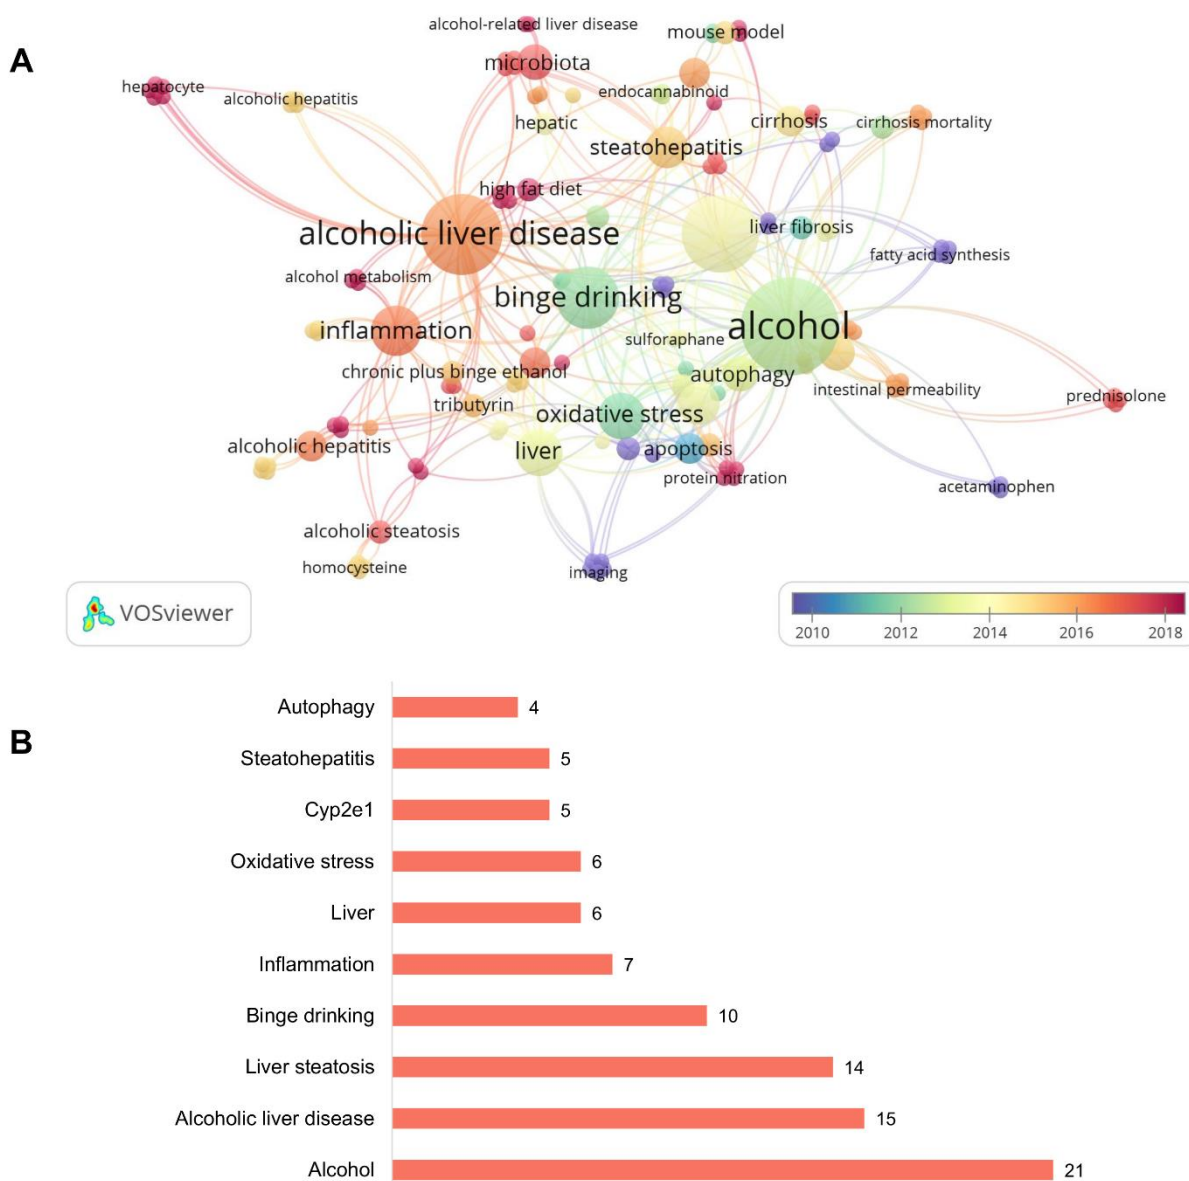 A
alcohol-related liver disease
mouse model
microbiota
hepatocyte
alcoholic hepatitis
endocannabinoid
hepatic
cirrhosis
cirrhosis mortality
steatohepatitis
high fat diet
alcoholic liver disease
liver fibrosis
fatty acid synthesis
alcohol metabolism
binge drinking
inflammation
alcohol
sulforaphane
chronic plus binge ethanol
autophagy
intestinal permeability
prednisolone
tributyrin
oxidative stress
alcoholic hepatitis
liver
apoptosis
protein nitration
acetaminophen
alcoholic steatosis
homocysteine
imaging
VOSviewer
2010 2012 2014 2016 2018
B
Autophagy 4
Steatohepatitis 5
Cyp2e1 5
Oxidative stress 6
Liver 6
Inflammation 7
Binge drinking 10
Liver steatosis 14
Alcoholic liver disease 15
Alcohol 21